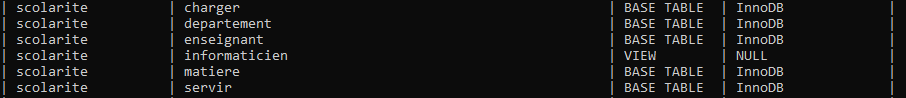 | scolarite | charger | BASE TABLE | InnoDB |
| scolarite | departement | BASE TABLE | InnoDB |
| scolarite | enseignant | BASE TABLE | InnoDB |
| scolarite | informaticien | VIEW | NULL |
| scolarite | matiere | BASE TABLE | InnoDB |
| scolarite | servir | BASE TABLE | InnoDB |